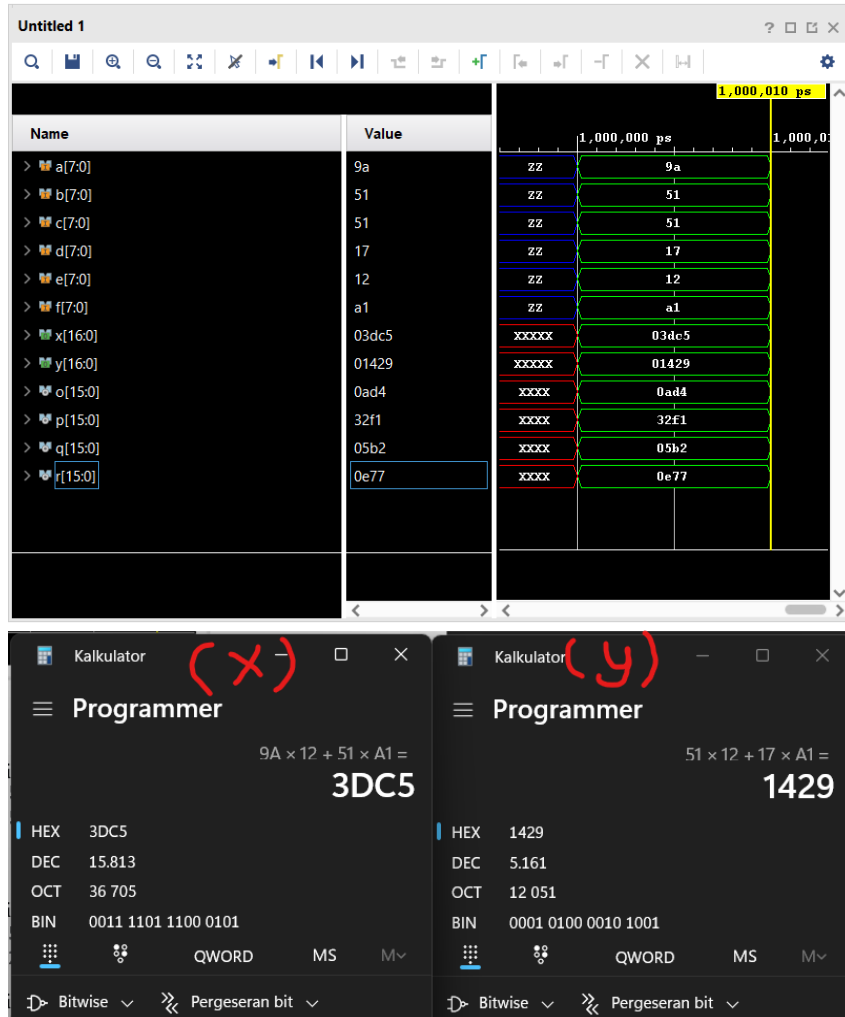 Untitled 1
1,000,010 ps
Name Value
1,000,000 ps 1,000,01
a[7:0] 9a ZZ 9a
b[7:0] 51 ZZ 51
c[7:0] 51 ZZ 51
d[7:0] 17 ZZ 17
e[7:0] 12 ZZ 12
f[7:0] a1 ZZ a1
x[16:0] 03dc5 XXXXX 03dc5
y[16:0] 01429 XXXXX 01429
o[15:0] 0ad4 XXXX 0ad4
p[15:0] 32f1 XXXX 32f1
q[15:0] 05b2 XXXX 05b2
r[15:0] 0e77 XXXX 0e77
Kalkulator (x)
Programmer
9A × 12 + 51 × A1 =
3DC5
HEX 3DC5
DEC 15.813
OCT 36 705
BIN 0011 1101 1100 0101
QWORD MS M
Bitwise Pergeseran bit
Kalkulator (y)
Programmer
51 × 12 + 17 × A1 =
1429
HEX 1429
DEC 5.161
OCT 12 051
BIN 0001 0100 0010 1001
QWORD MS M
Bitwise Pergeseran bit